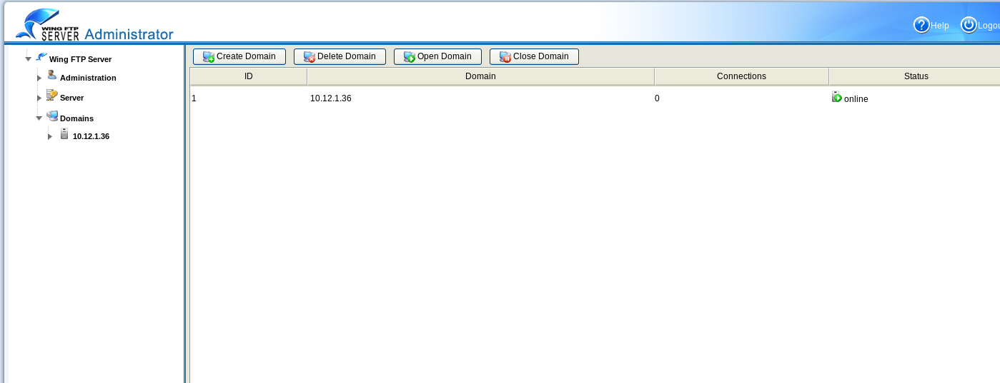 WING FTP
SERVER Administrator
Help
Logou
Wing FTP Server
Administration
Server
Domains
10.12.1.36
Create Domain
Delete Domain
Open Domain
Close Domain
ID
Domain
Connections
Status
1
10.12.1.36
0
online